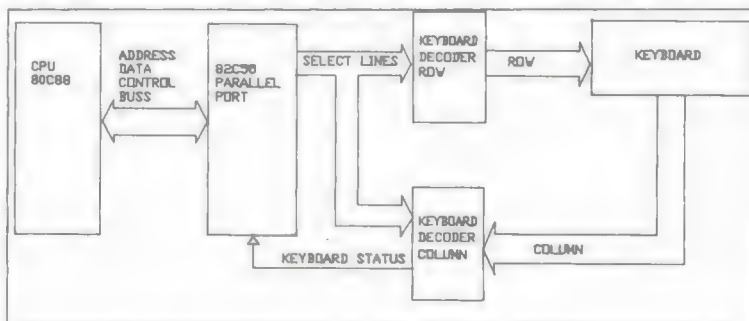 CPU
80C88
ADDRESS
DATA
CONTROL
BUSS
82C50
PARALLEL
PORT
SELECT LINES
KEYBOARD
DECODER
ROW
ROW
KEYBOARD
KEYBOARD
DECODER
COLUMN
COLUMN
KEYBOARD STATUS